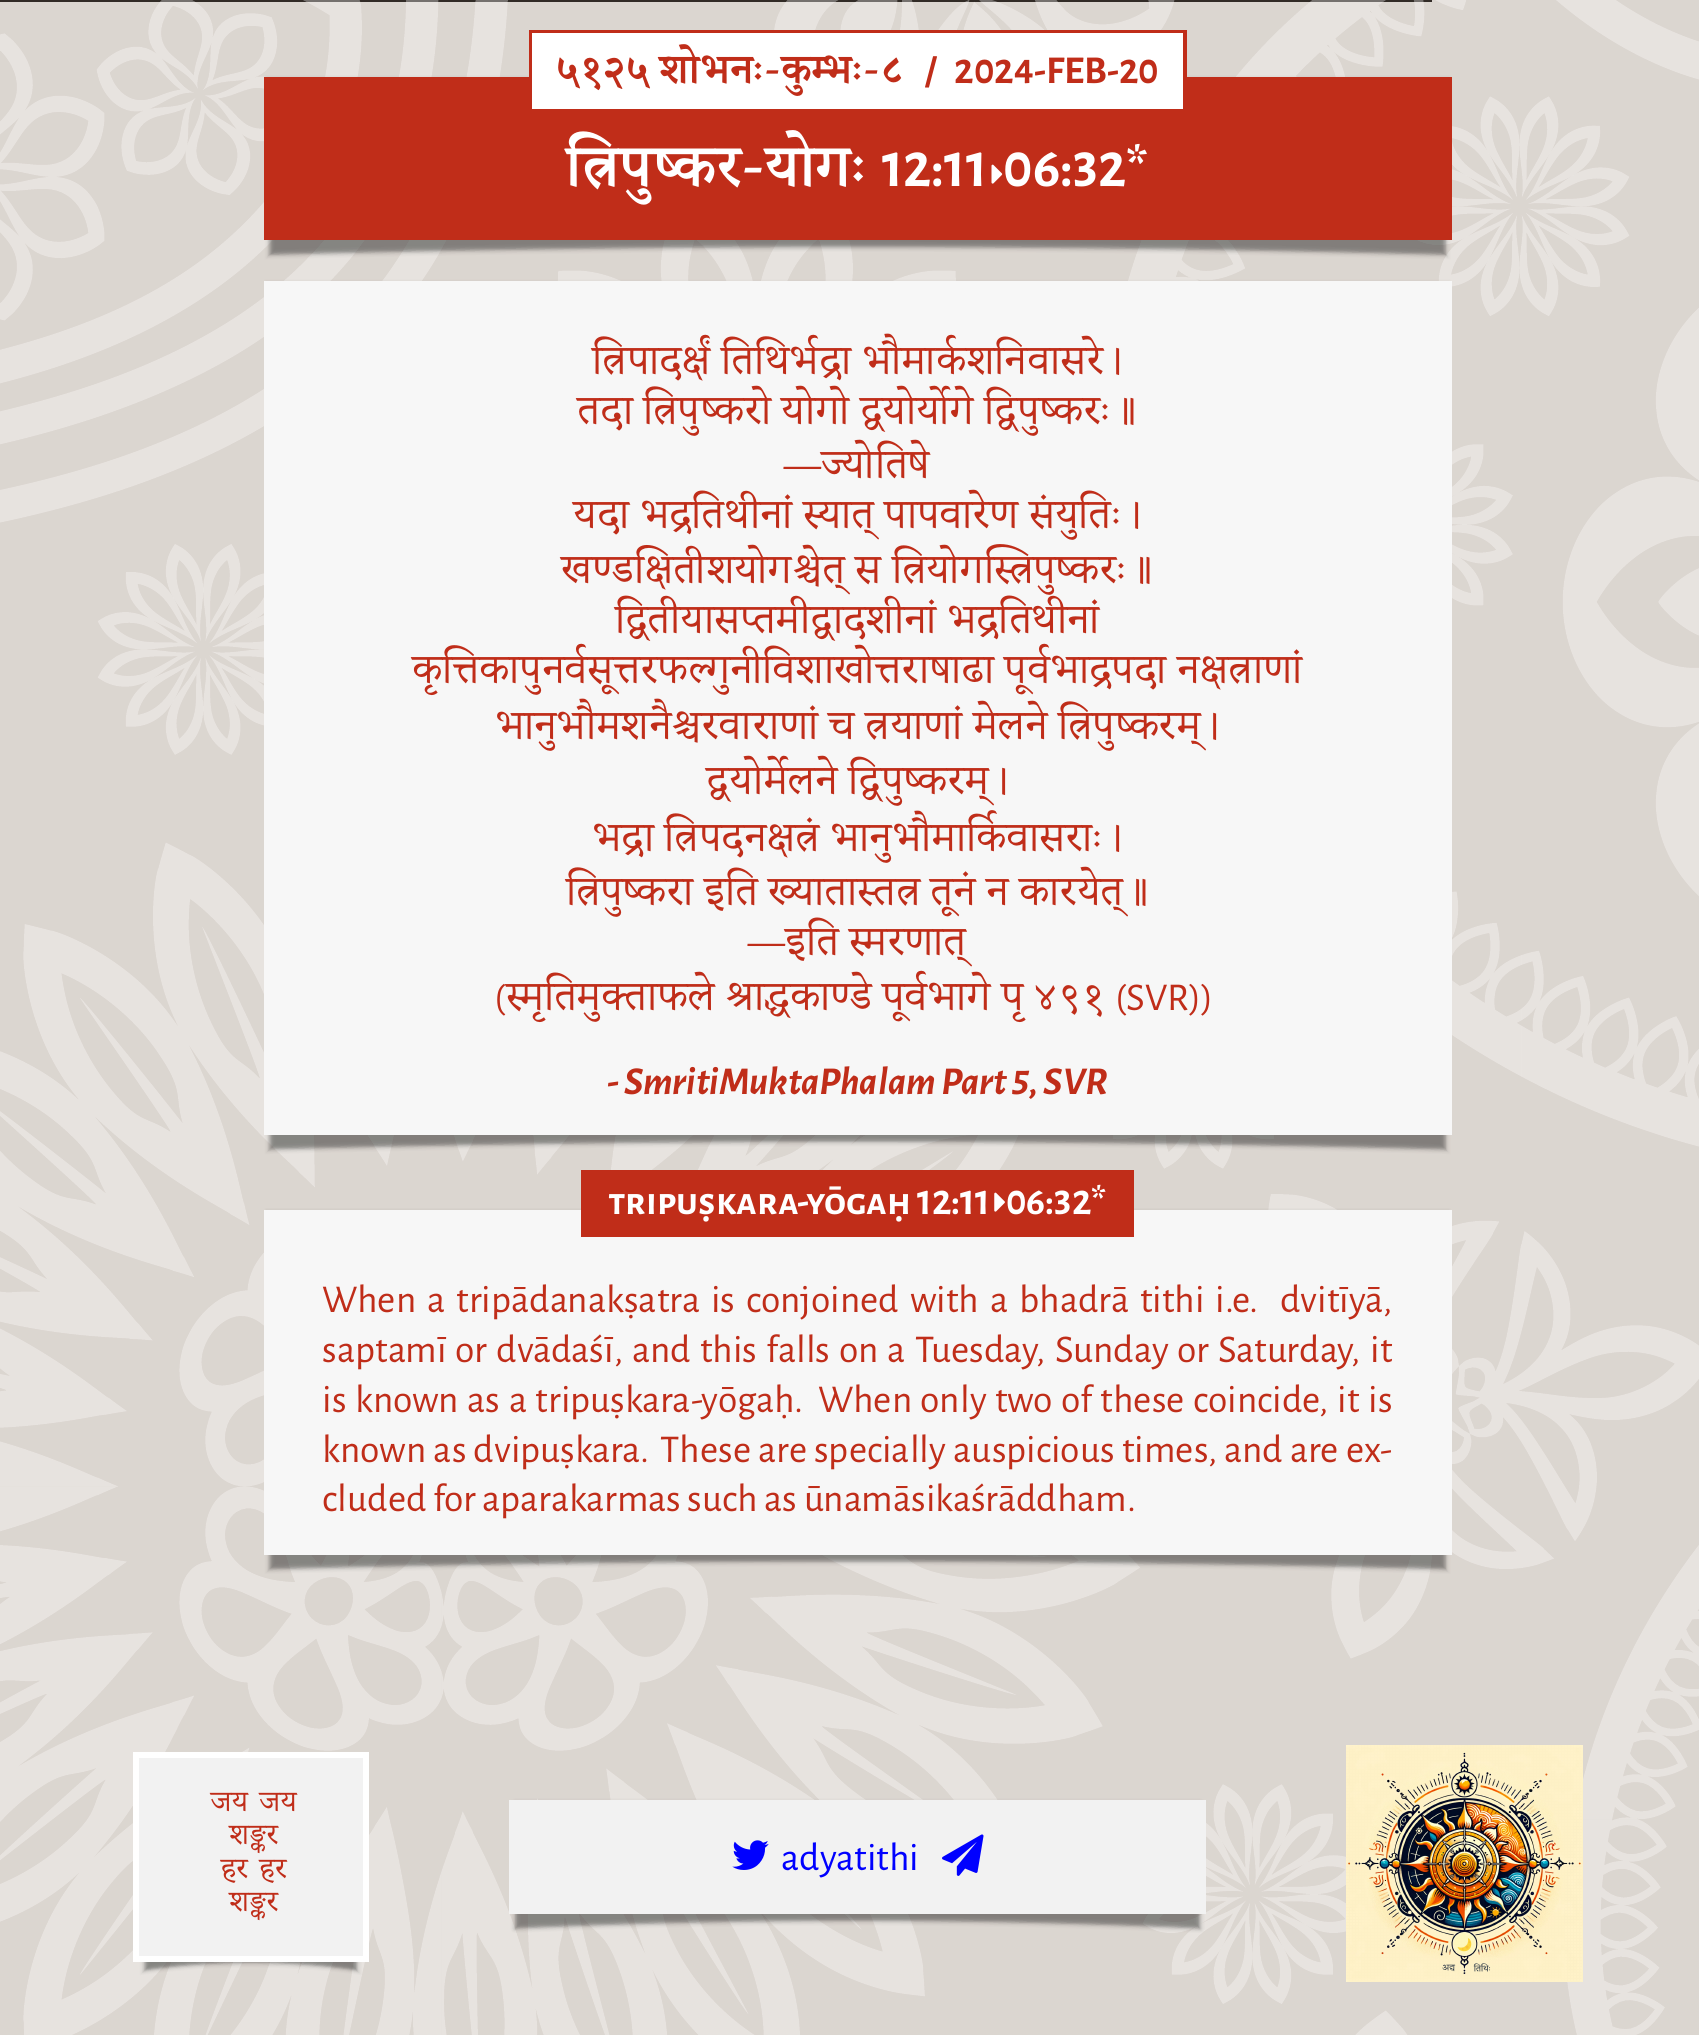 ५१२५ शोभनः-कुम्भः-८ / 2024-FEB-20
त्रिपुष्कर-योगः 12:11▸06:32*
त्रिपादर्क्षं तिथिर्भद्रा भौमार्कशनिवासरे।
तदा त्रिपुष्करो योगो द्वयोर्योगे द्विपुष्करः॥
—ज्योतिषे
यदा भद्रतिथीनां स्यात् पापवारेण संयुतिः।
खण्डक्षितीशयोगश्चेत् स त्रियोगस्त्रिपुष्करः॥
द्वितीयासप्तमीद्वादशीनां भद्रतिथीनां
कृत्तिकापुनर्वसूत्तरफल्गुनीविशाखोत्तराषाढा पूर्वभाद्रपदा नक्षत्राणां
भानुभौमशनैश्चरवाराणां च त्रयाणां मेलने त्रिपुष्करम्।
द्वयोर्मेलने द्विपुष्करम्।
भद्रा त्रिपदनक्षत्रं भानुभौमार्किवासराः।
त्रिपुष्करा इति ख्यातास्तत्र तूनं न कारयेत्॥
—इति स्मरणात्
(स्मृतिमुक्ताफले श्राद्धकाण्डे पूर्वभागे पृ ४९१ (SVR))
- SmritiMuktaPhalam Part 5, SVR
TRIPUṢKARA-YŌGAḤ 12:11▸06:32*
When a tripādanakṣatra is conjoined with a bhadrā tithi i.e. dvitīyā,
saptamī or dvādaśī, and this falls on a Tuesday, Sunday or Saturday, it
is known as a tripuṣkara-yōgaḥ. When only two of these coincide, it is
known as dvipuṣkara. These are specially auspicious times, and are ex-
cluded for aparakarmas such as ūnamāsikaśrāddham.
जय जय
शङ्कर
हर हर
शङ्कर
adyatithi
अद्य तिथिः